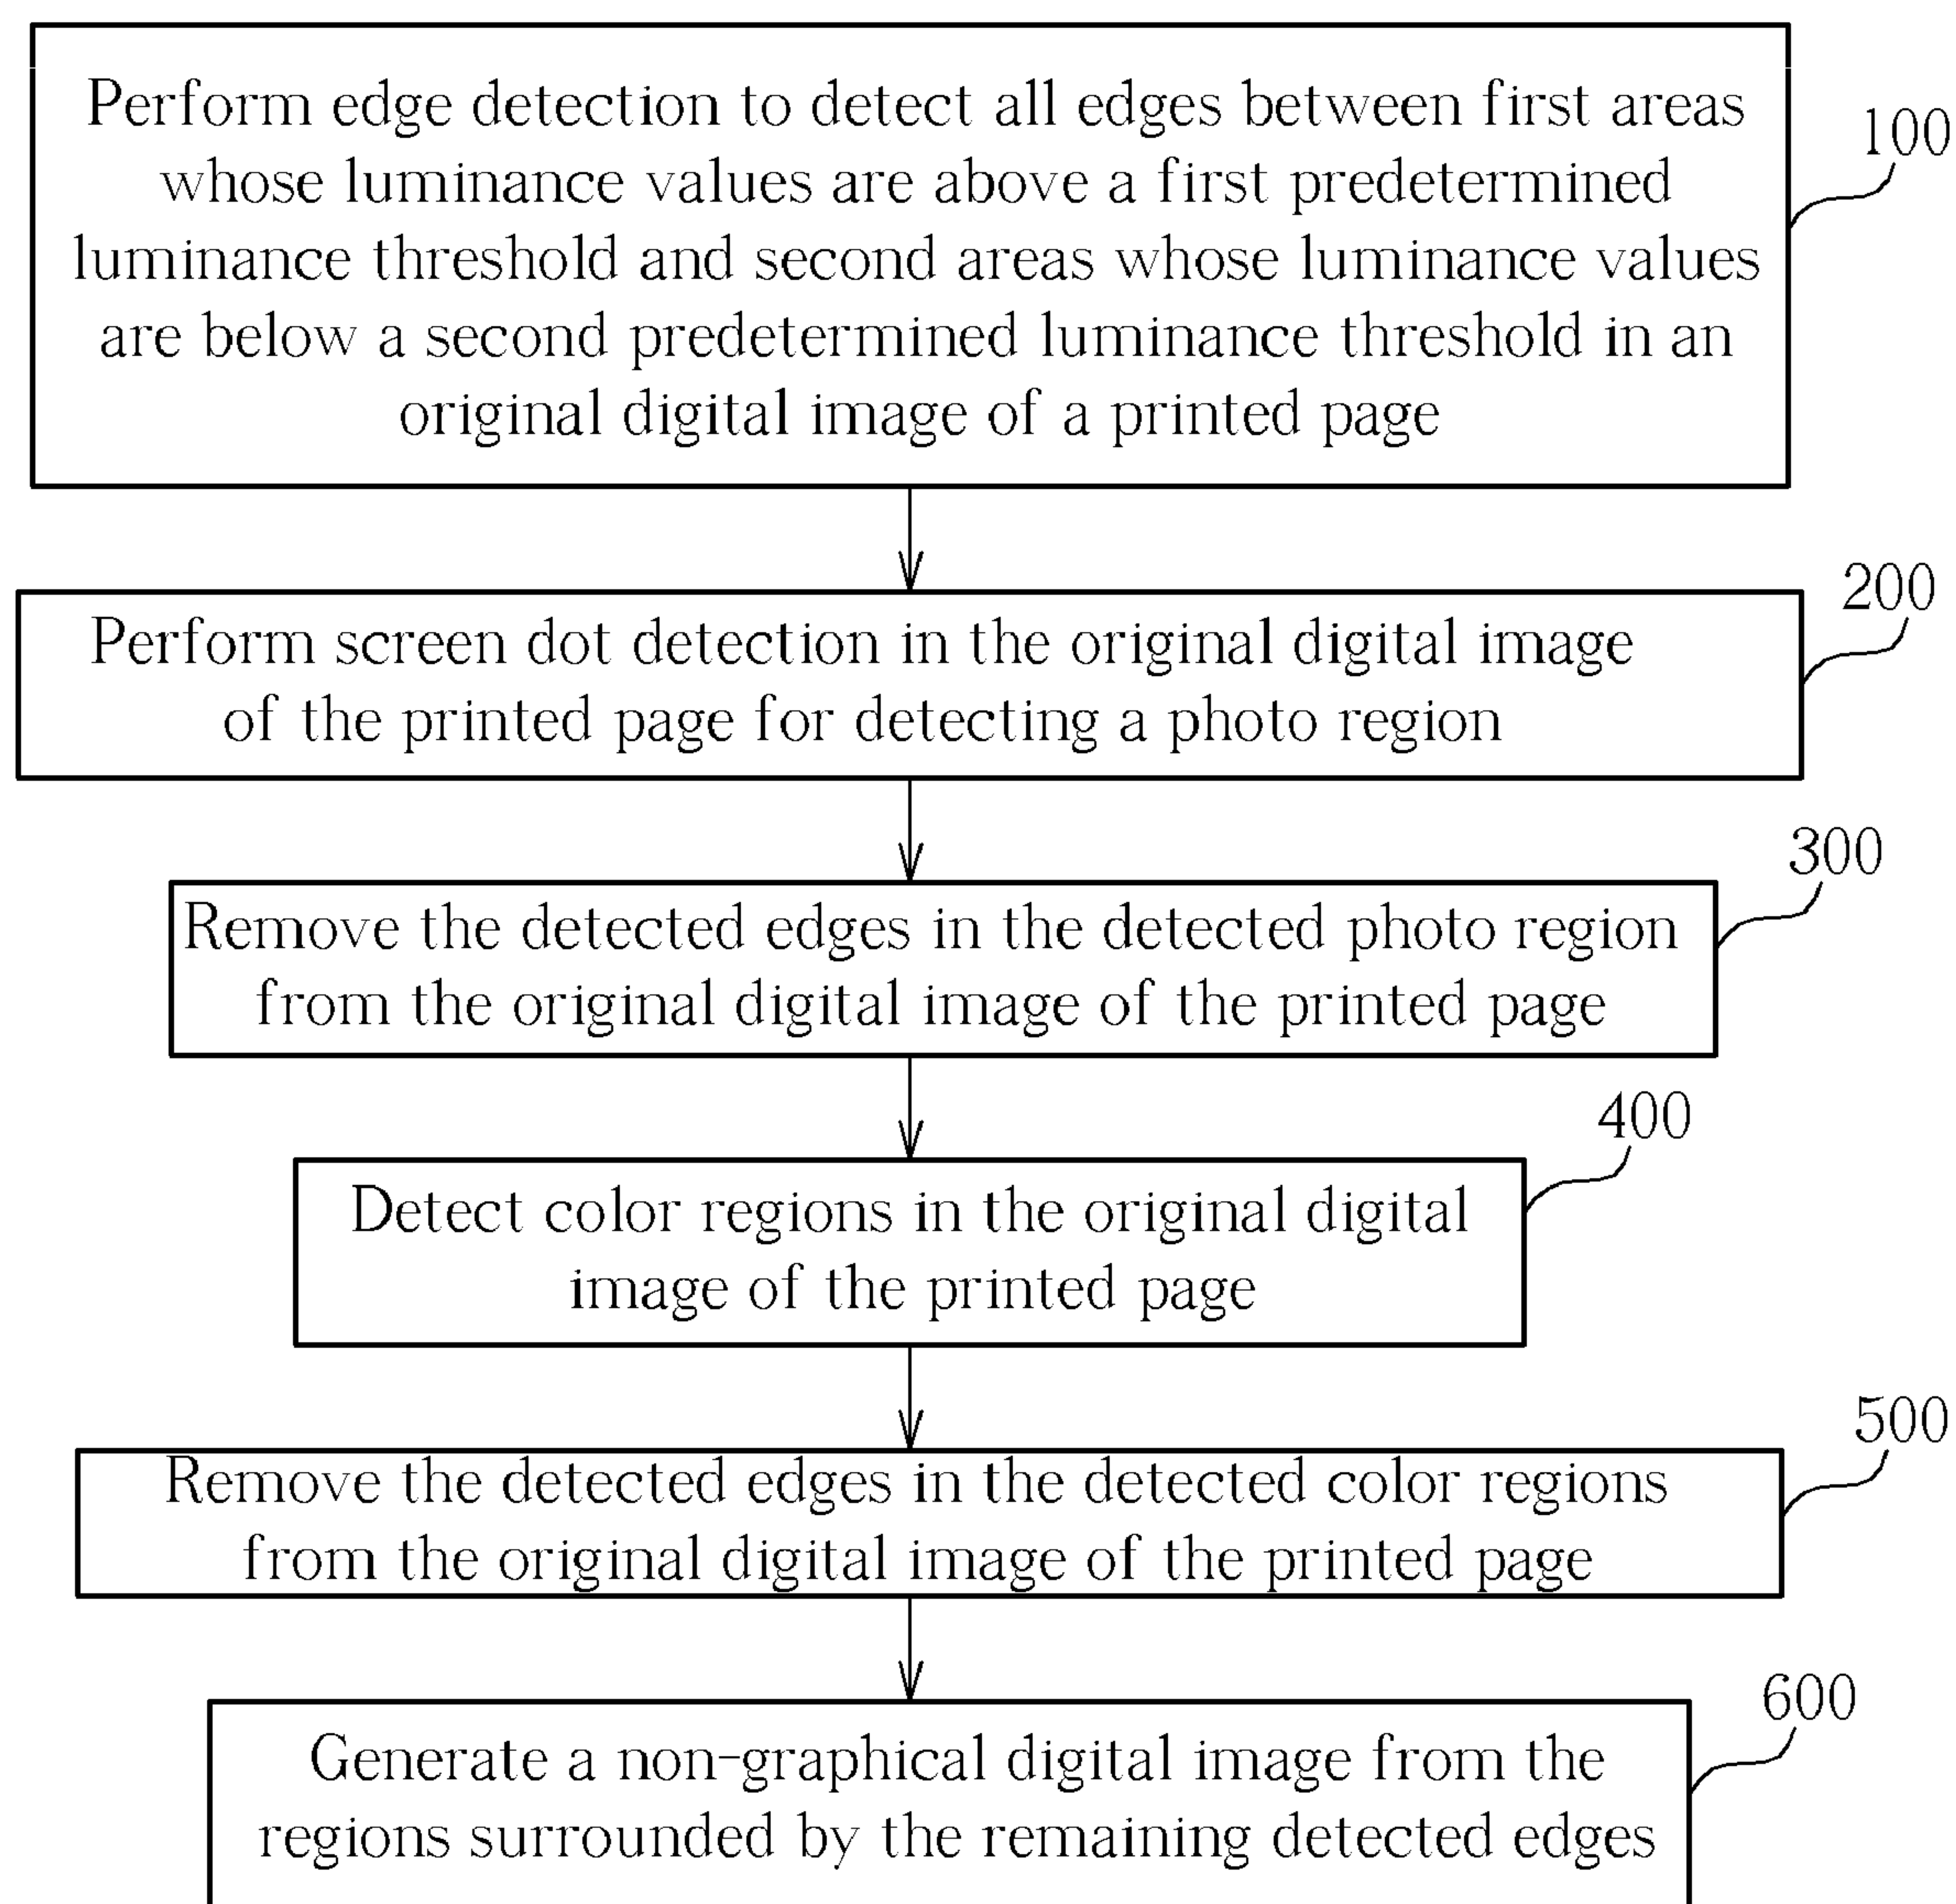 Perform edge detection to detect all edges between first areas
whose luminance values are above a first predetermined
luminance threshold and second areas whose luminance values
are below a second predetermined luminance threshold in an
original digital image of a printed page
100
Perform screen dot detection in the original digital image
of the printed page for detecting a photo region
200
Remove the detected edges in the detected photo region
from the original digital image of the printed page
300
Detect color regions in the original digital
image of the printed page
400
Remove the detected edges in the detected color regions
from the original digital image of the printed page
500
Generate a non-graphical digital image from the
regions surrounded by the remaining detected edges
600